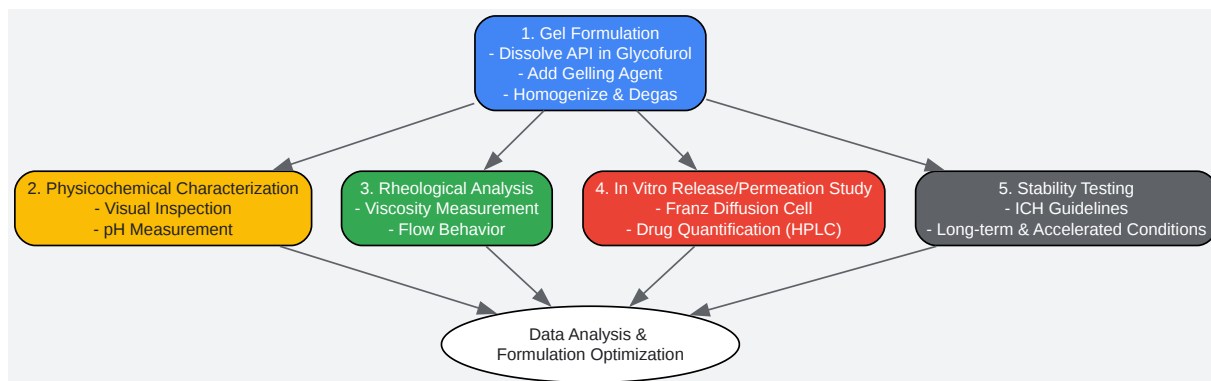 1. Gel Formulation
- Dissolve API in Glycofurol
- Add Gelling Agent
- Homogenize & Degas
2. Physicochemical Characterization
- Visual Inspection
- pH Measurement
3. Rheological Analysis
- Viscosity Measurement
- Flow Behavior
4. In Vitro Release/Permeation Study
- Franz Diffusion Cell
- Drug Quantification (HPLC)
5. Stability Testing
- ICH Guidelines
- Long-term & Accelerated Conditions
Data Analysis &
Formulation Optimization